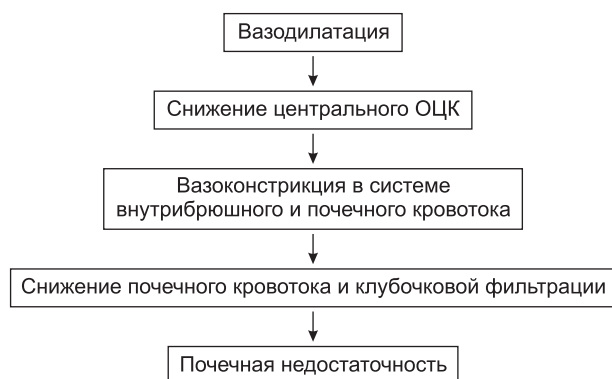 Вазодилатация
Снижение центрального ОЦК
Вазоконстрикция в системе
внутрибрюшного и почечного кровотока
Снижение почечного кровотока и клубочковой фильтрации
Почечная недостаточность